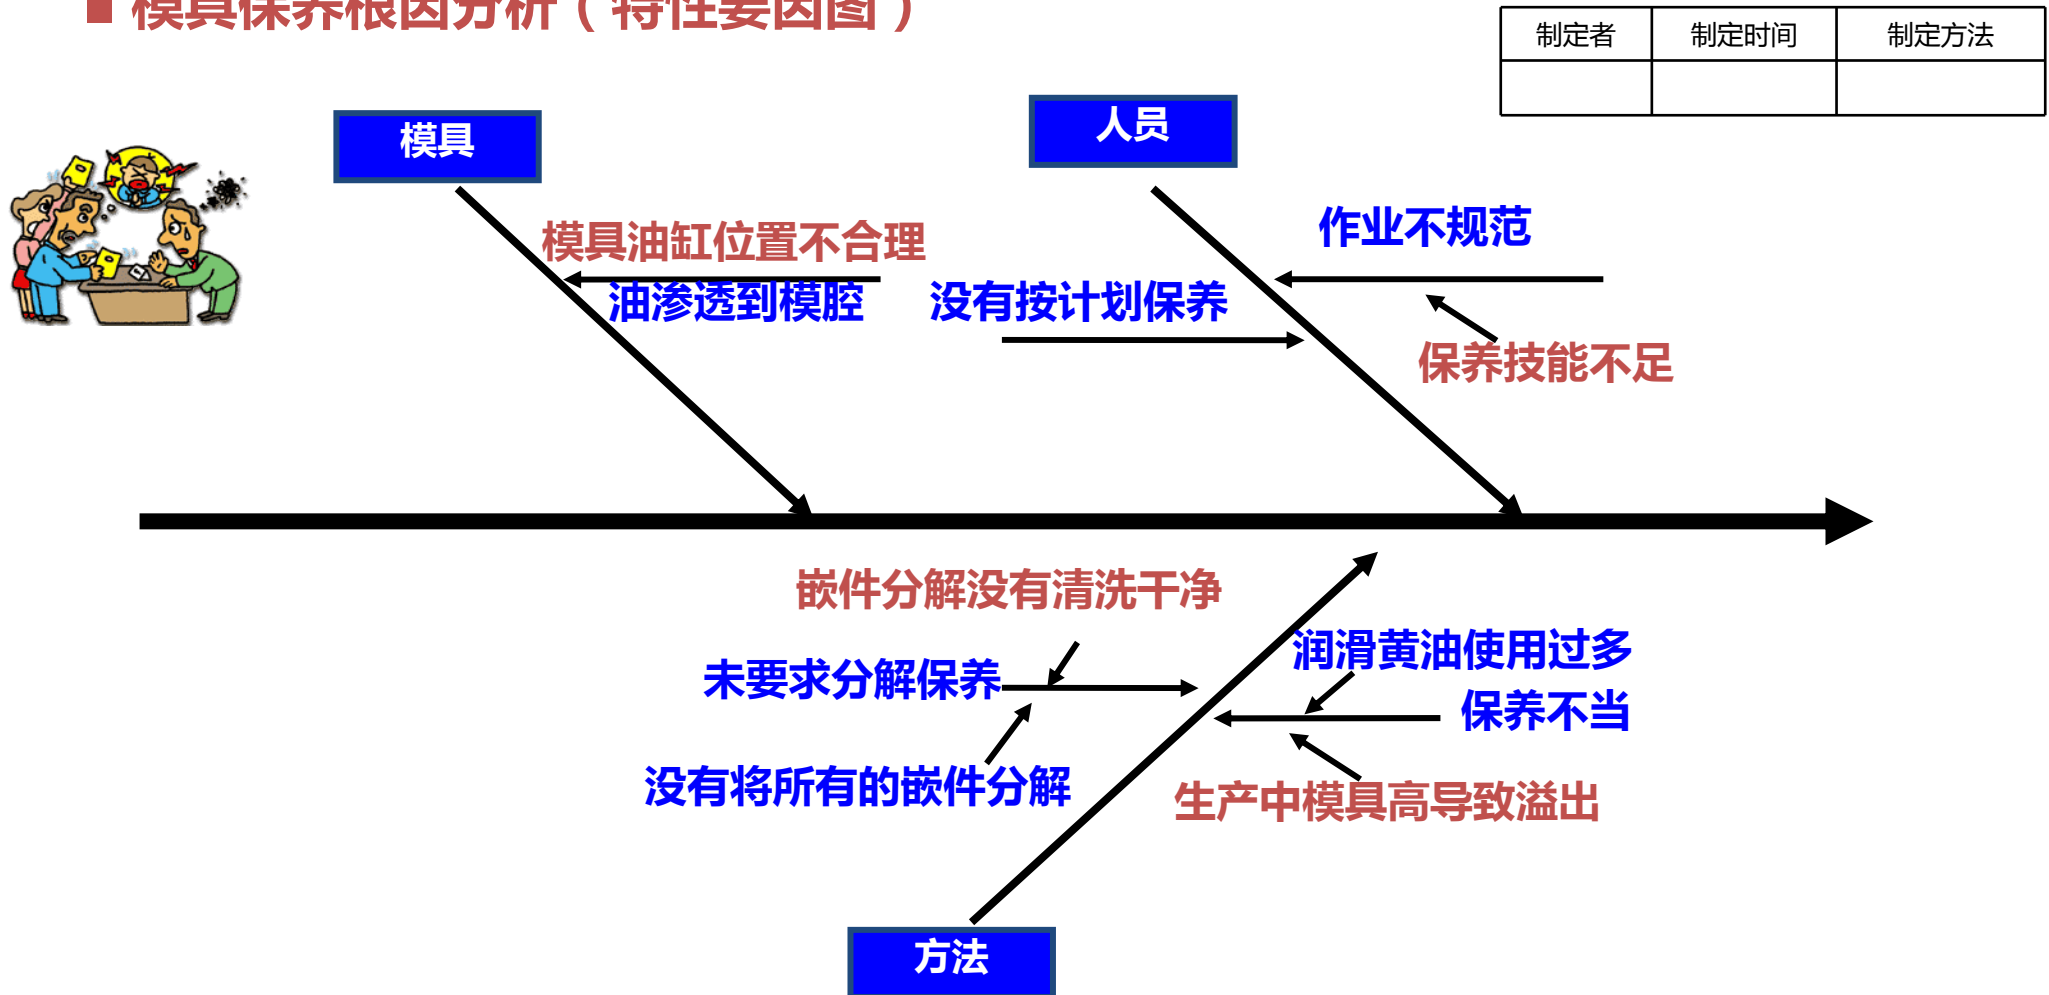 模具保养根因分析（特性要因图）
制定者 制定时间 制定方法
模具
人员
模具油缸位置不合理
作业不规范
油渗透到模腔
没有按计划保养
保养技能不足
嵌件分解没有清洗干净
润滑黄油使用过多
未要求分解保养
保养不当
没有将所有的嵌件分解
生产中模具高导致溢出
方法